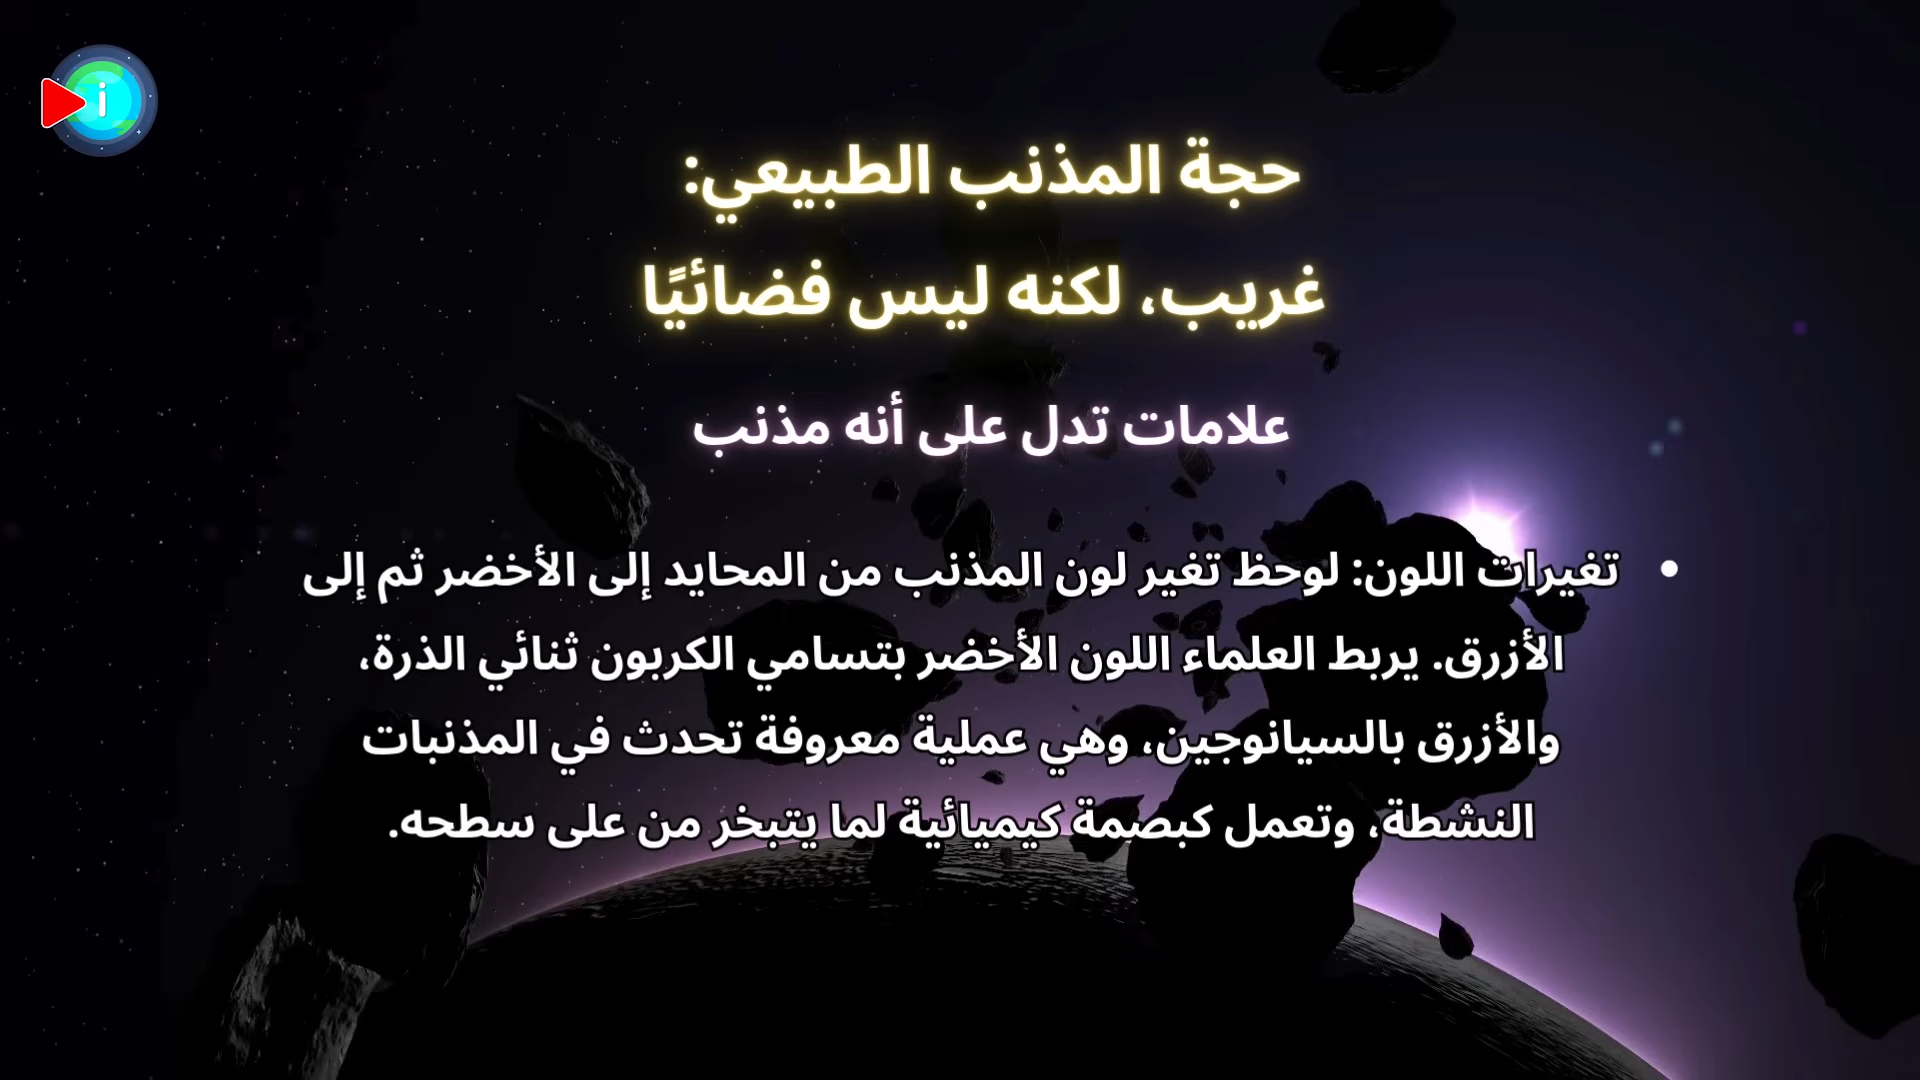 i
حجة المذنب الطبيعي:
غريب، لكنه ليس فضائيًا
علامات تدل على أنه مذنب
• تغيرات اللون: لوحظ تغير لون المذنب من المحايد إلى الأخضر ثم إلى
الأزرق. يربط العلماء اللون الأخضر بتسامي الكربون ثنائي الذرة،
والأزرق بالسيانوجين، وهي عملية معروفة تحدث في المذنبات
النشطة، وتعمل كبصمة كيميائية لما يتبخر من على سطحه.